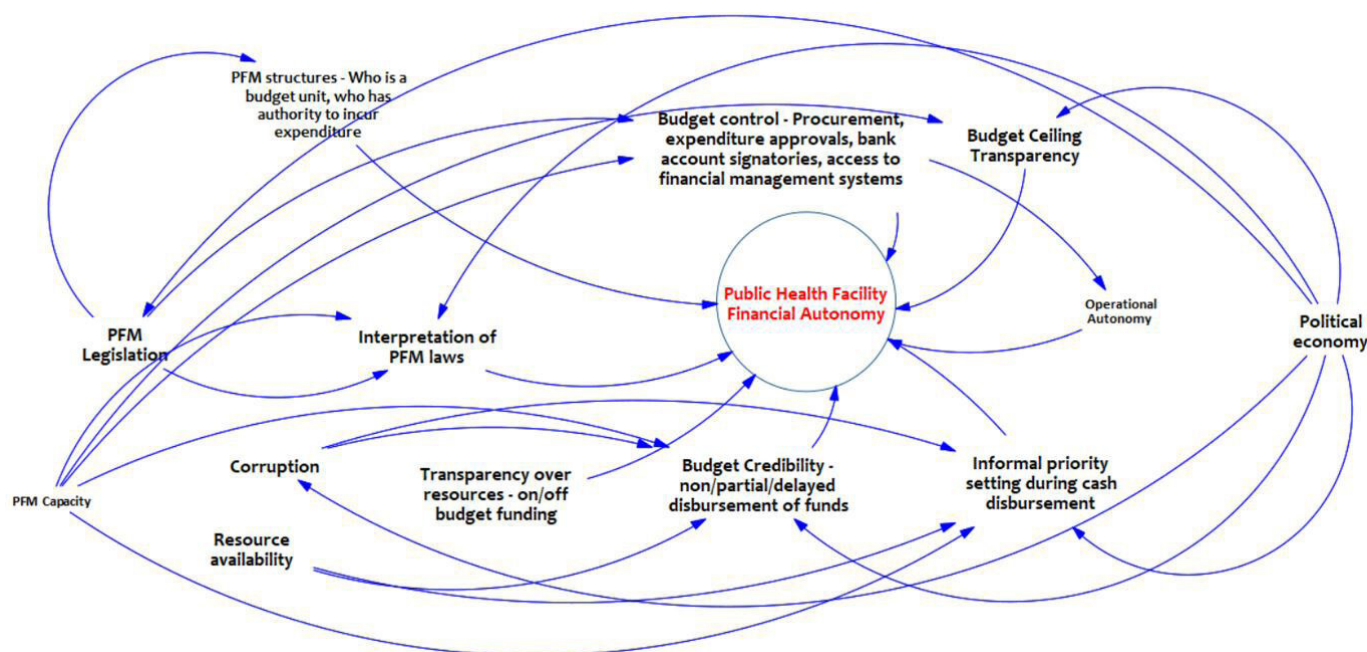 PFM structures - Who is a
budget unit, who has
authority to incur
expenditure
Budget control - Procurement,
expenditure approvals, bank
account signatories, access to
financial management systems
Budget Ceiling
Transparency
Public Health Facility
Financial Autonomy
Operational
Autonomy
Political
economy
PFM
Legislation
Interpretation of
PFM laws
Corruption
Transparency over
resources - on/off
budget funding
Budget Credibility -
non/partial/delayed
disbursement of funds
Informal priority
setting during cash
disbursement
PFM Capacity
Resource
availability